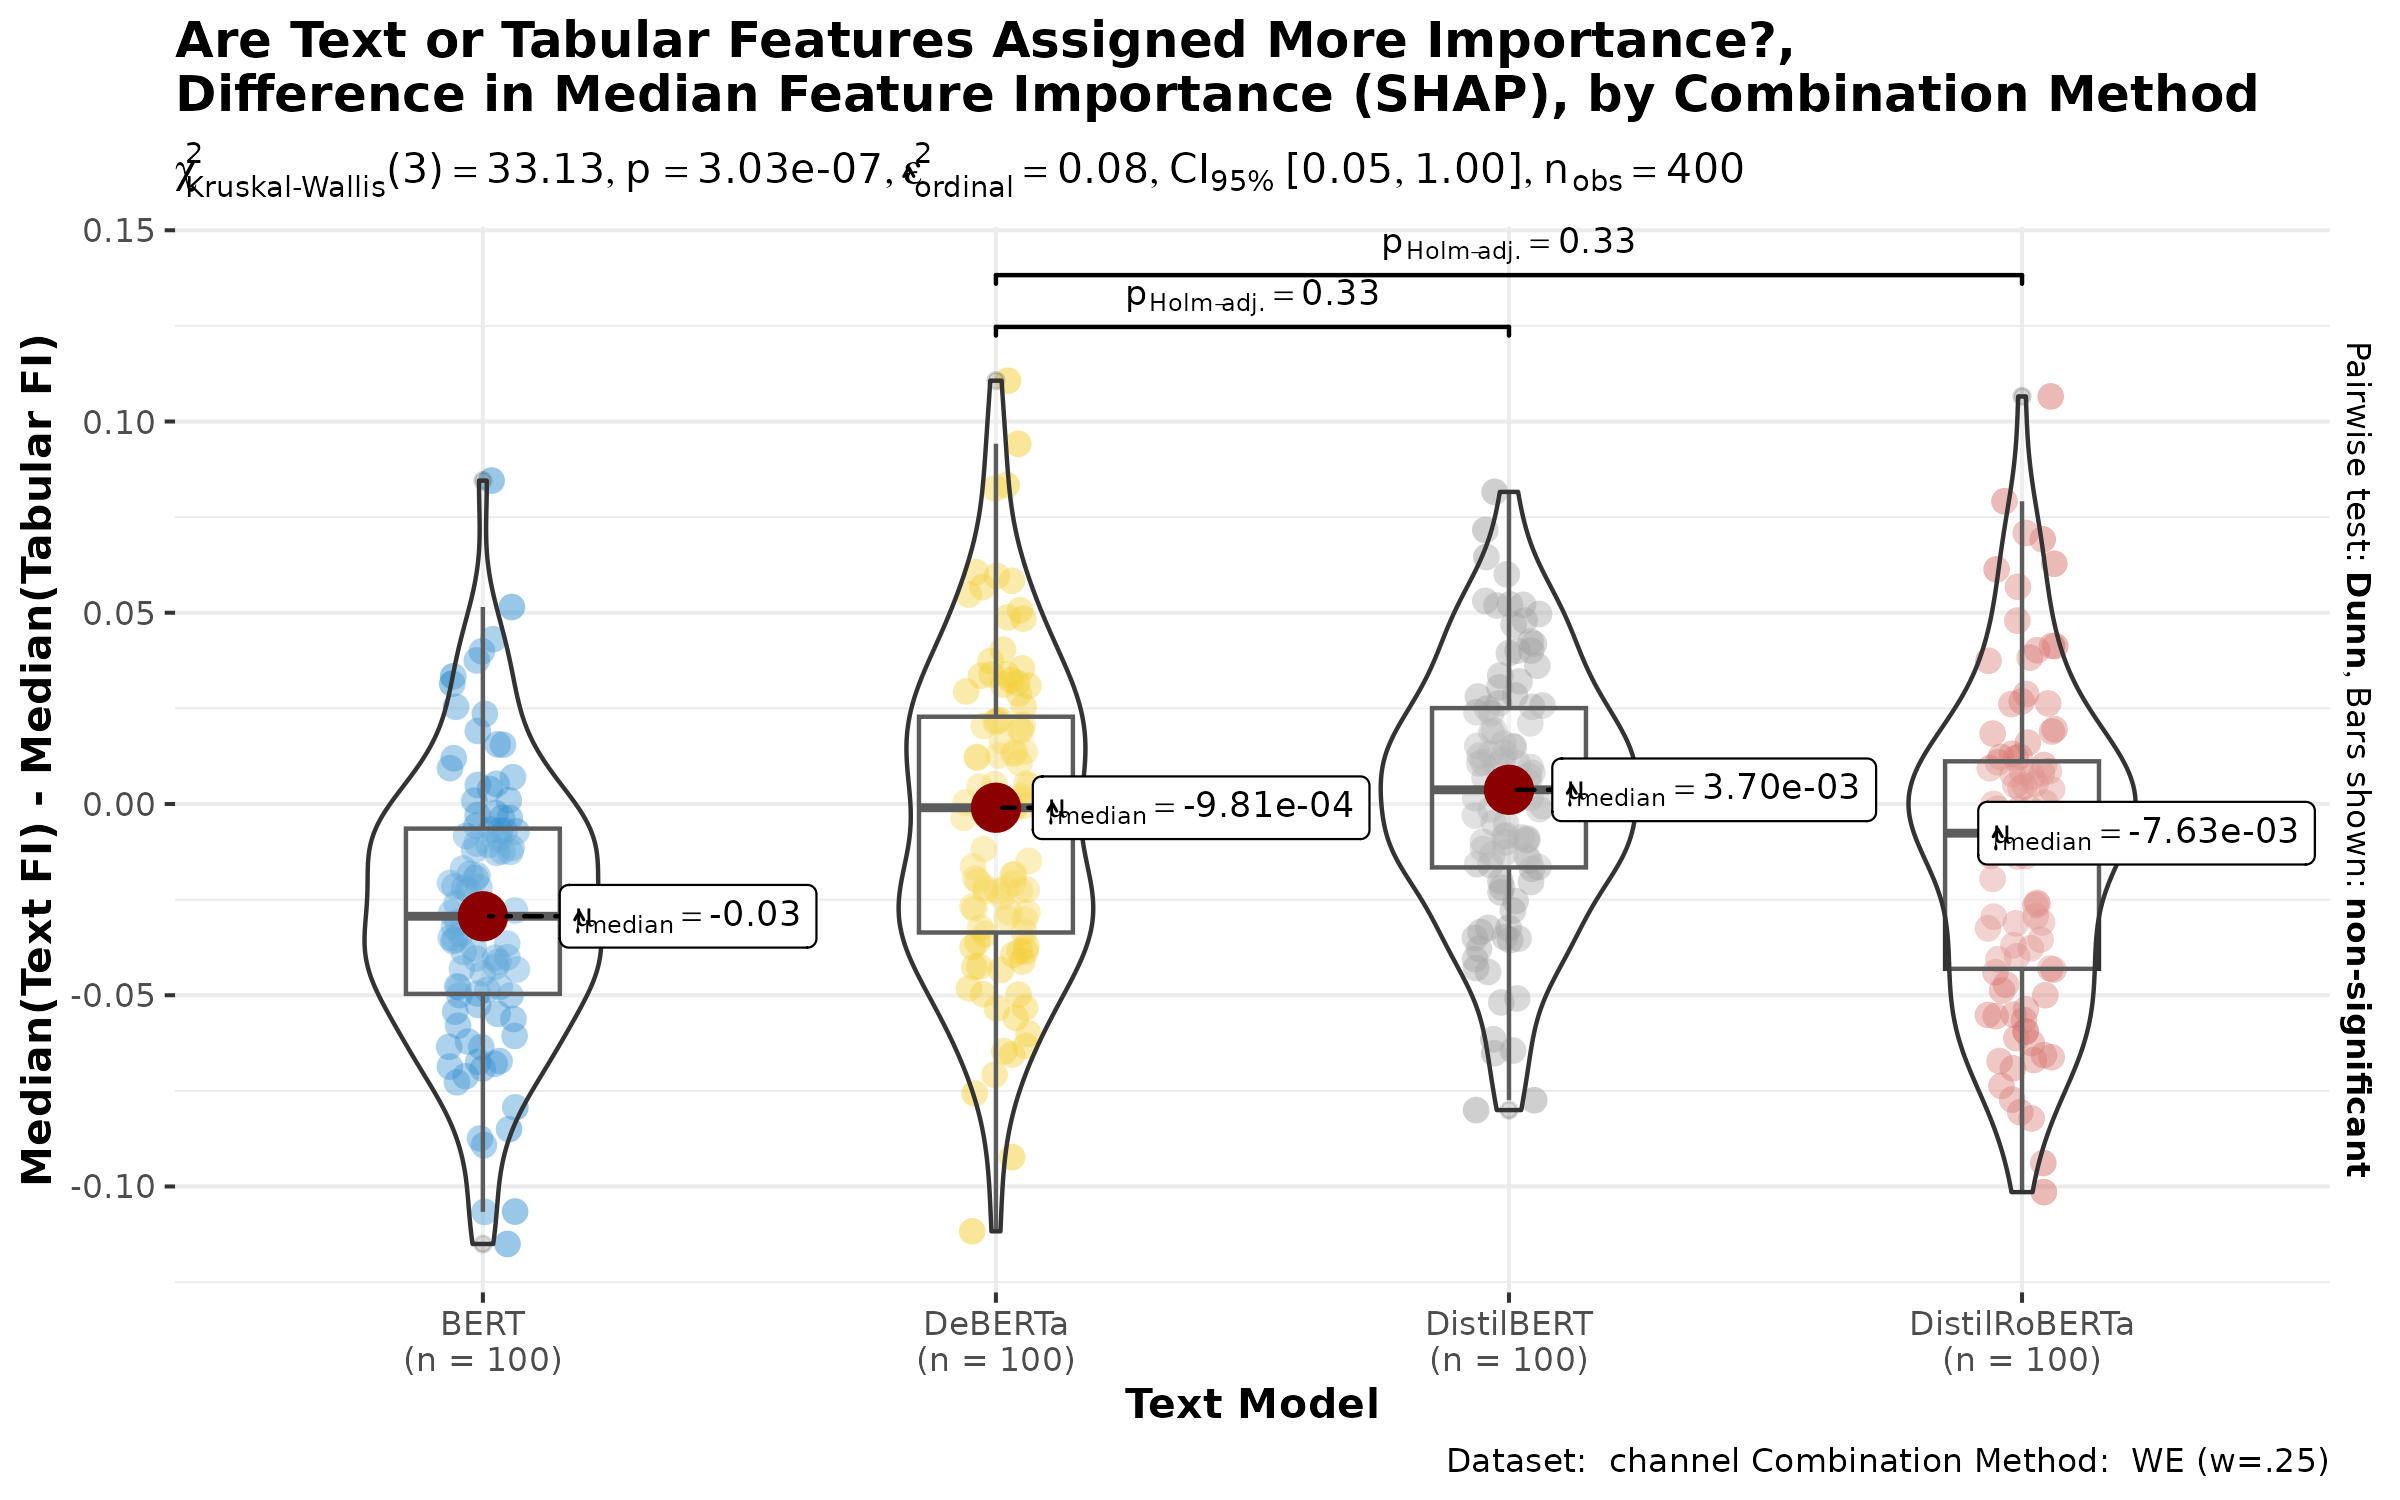 Are Text or Tabular Features Assigned More Importance?,
Difference in Median Feature Importance (SHAP), by Combination Method
χ²Kruskal-Wallis(3) = 33.13, p = 3.03e-07, ε̂²ordinal = 0.08, CI95% [0.05, 1.00], nobs = 400
Median(Text FI) - Median(Tabular FI)
0.15
0.10
0.05
0.00
-0.05
-0.10
pHolm-adj. = 0.33
pHolm-adj. = 0.33
μ̂median = -0.03
μ̂median = -9.81e-04
μ̂median = 3.70e-03
μ̂median = -7.63e-03
Pairwise test: Dunn, Bars shown: non-significant
BERT
(n = 100)
DeBERTa
(n = 100)
DistilBERT
(n = 100)
DistilRoBERTa
(n = 100)
Text Model
Dataset:  channel Combination Method:  WE (w=.25)